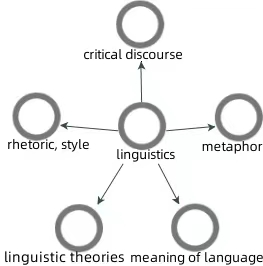 critical discourse
rhetoric, style
linguistics
metaphor
linguistic theories
meaning of language